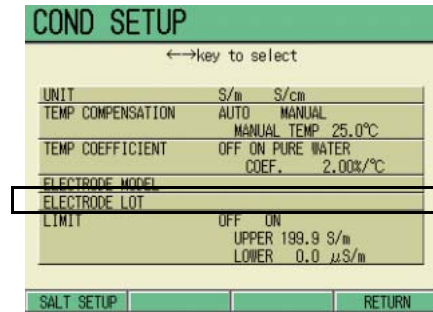 COND SETUP
←→key to select
UNIT S/m S/cm
TEMP COMPENSATION AUTO MANUAL
MANUAL TEMP 25.0°C
TEMP COEFFICIENT OFF ON PURE WATER
COEF. 2.00%/°C
ELECTRODE MODEL
ELECTRODE LOT
LIMIT OFF ON
UPPER 199.9 S/m
LOWER 0.0 μS/m
SALT SETUP RETURN